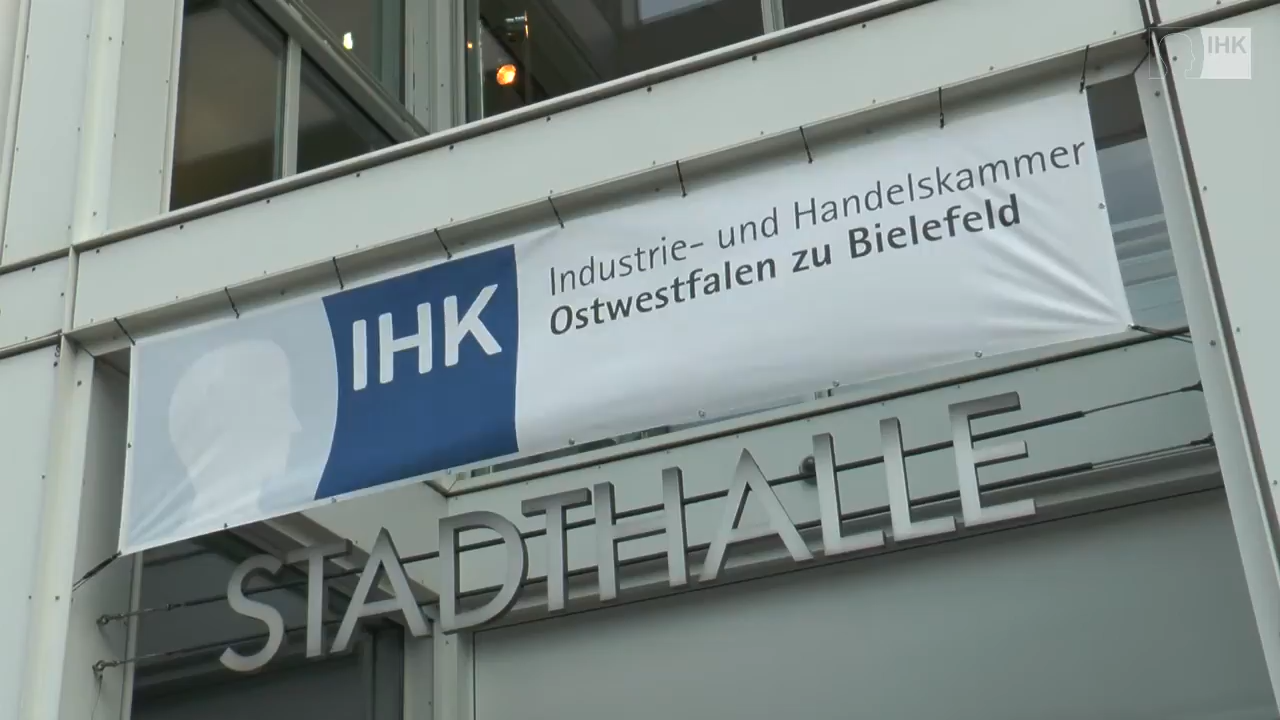 IHK
IHK
Industrie- und Handelskammer
Ostwestfalen zu Bielefeld
STADTHALLE